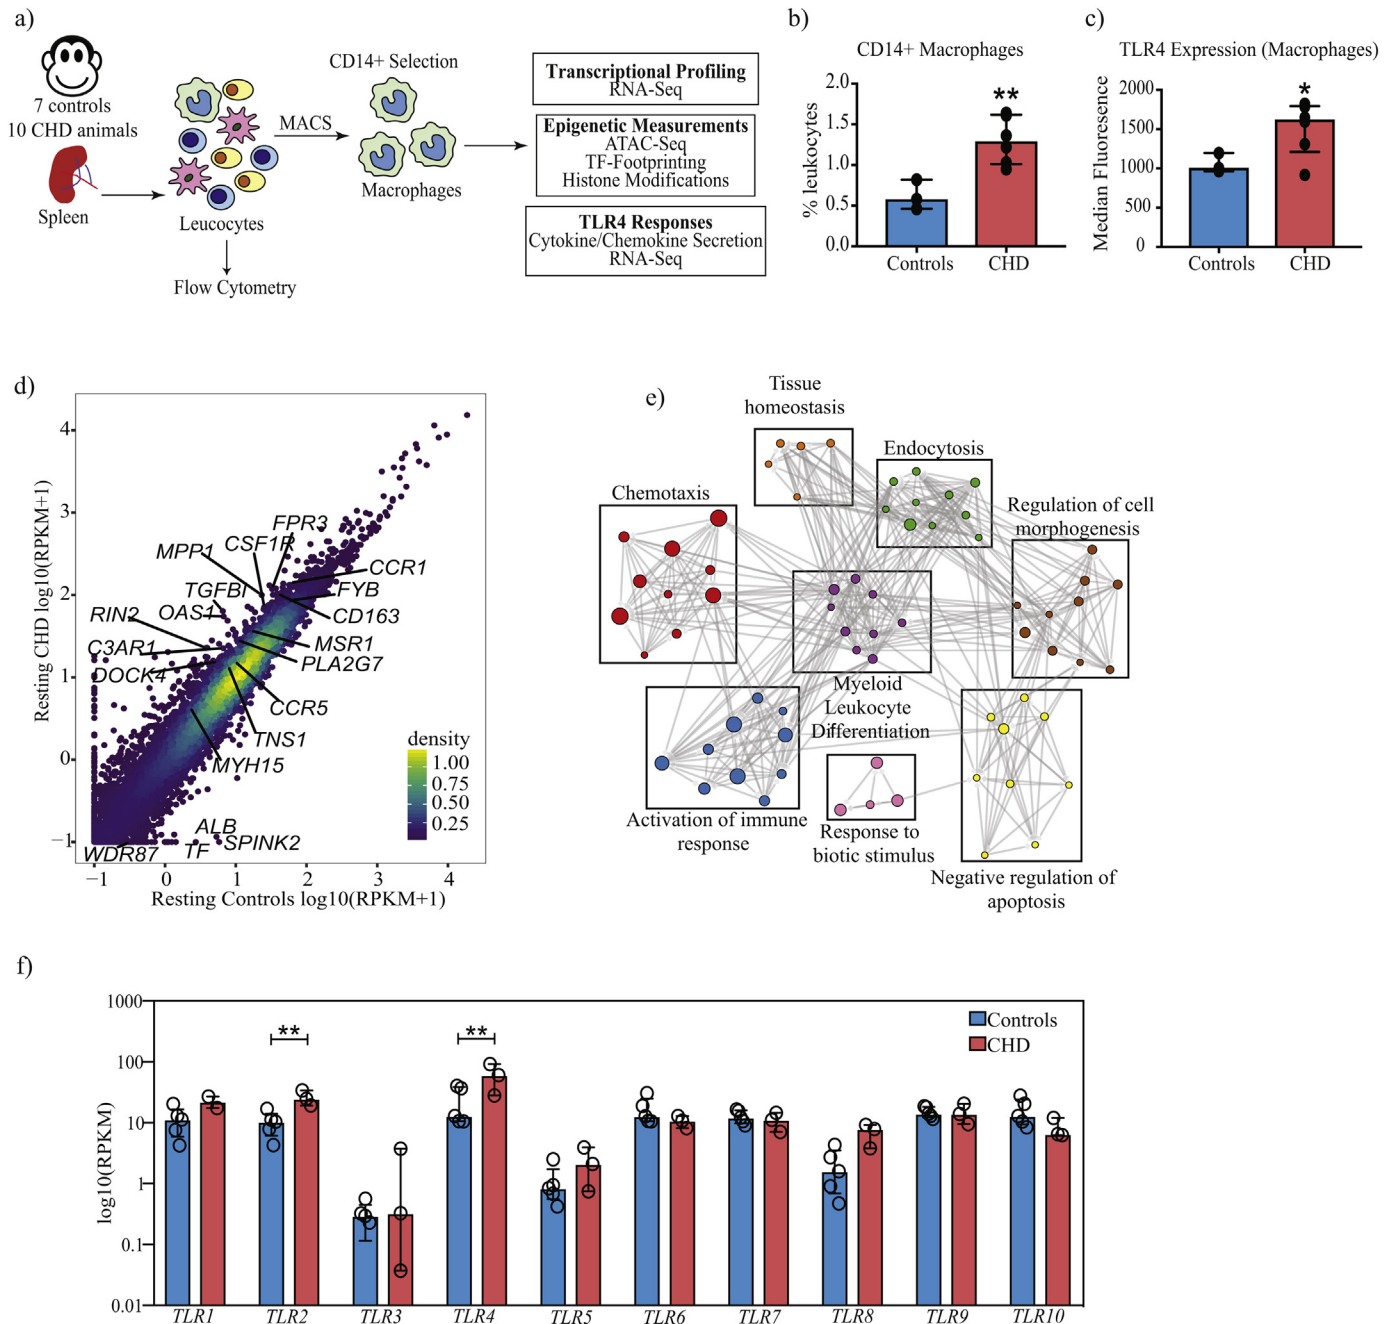 a)
7 controls
10 CHD animals
Spleen
Leucocytes
Flow Cytometry
MACS
CD14+ Selection
Macrophages
Transcriptional Profiling
RNA-Seq
Epigenetic Measurements
ATAC-Seq
TF-Footprinting
Histone Modifications
TLR4 Responses
Cytokine/Chemokine Secretion
RNA-Seq
b)
CD14+ Macrophages
% leukocytes
2.0
1.5
1.0
0.5
0.0
**
Controls
CHD
c)
TLR4 Expression (Macrophages)
Median Fluoresence
2000
1500
1000
500
0
*
Controls
CHD
d)
Resting CHD log10(RPKM+1)
4
3
2
1
0
−1
FPR3
CSF1R
MPP1
CCR1
TGFBI
FYB
OAS1
CD163
RIN2
MSR1
C3AR1
PLA2G7
DOCK4
CCR5
TNS1
MYH15
ALB
SPINK2
TF
WDR87
density
1.00
0.75
0.50
0.25
−1
0
1
2
3
4
Resting Controls log10(RPKM+1)
e)
Tissue
homeostasis
Endocytosis
Chemotaxis
Regulation of cell
morphogenesis
Myeloid
Leukocyte
Differentiation
Activation of immune
response
Response to
biotic stimulus
Negative regulation of
apoptosis
f)
log10(RPKM)
1000
100
10
1
0.1
0.01
**
**
Controls
CHD
TLR1
TLR2
TLR3
TLR4
TLR5
TLR6
TLR7
TLR8
TLR9
TLR10